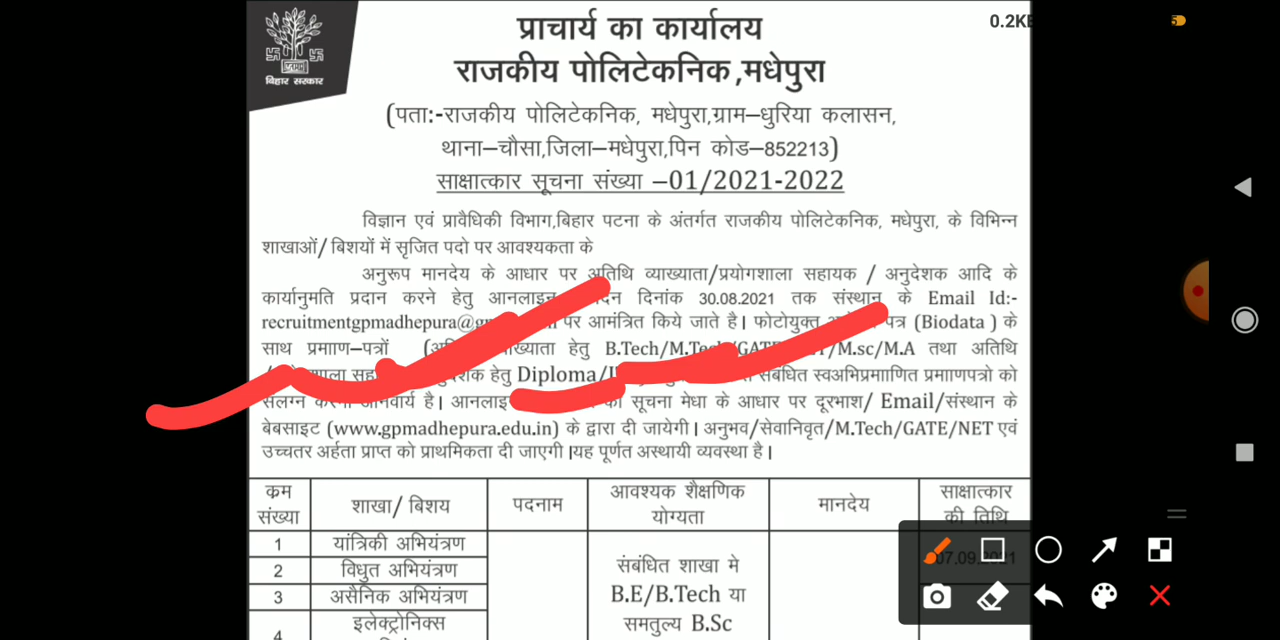 बिहार सरकार
प्राचार्य का कार्यालय
0.2KB
5
राजकीय पोलिटेकनिक,मधेपुरा
(पता:-राजकीय पोलिटेकनिक, मधेपुरा,ग्राम–धुरिया कलासन,
थाना–चौसा,जिला–मधेपुरा,पिन कोड–852213)
साक्षात्कार सूचना संख्या –01/2021-2022
विज्ञान एवं प्रावैधिकी विभाग,बिहार पटना के अंतर्गत राजकीय पोलिटेकनिक, मधेपुरा, के विभिन्न
शाखाओं/ बिशयों में सृजित पदो पर आवश्यकता के
अनुरूप मानदेय के आधार पर अतिथि व्याख्याता/प्रयोगशाला सहायक / अनुदेशक आदि के
कार्यानुमति प्रदान करने हेतु आनलाइन दिनांक 30.08.2021 तक संस्थान के Email Id:-
recruitmentgpmadhepura@ पर आमंत्रित किये जाते है। फोटोयुक्त पत्र (Biodata ) के
साथ प्रमााण–पत्रों हेतु B.Tech/M.Tech/GATE M.sc/M.A तथा अतिथि
हेतु Diploma/ संबंधित स्वअभिप्रमााणित प्रमााणपत्रो को
संलग्न करना अनिवार्य है। सूचना मेधा के आधार पर दूरभाश/ Email/संस्थान के
बेबसाइट (www.gpmadhepura.edu.in) के द्वारा दी जायेगी। अनुभव/सेवानिवृत/M.Tech/GATE/NET एवं
उच्चतर अर्हता प्राप्त को प्राथमिकता दी जाएगी।यह पूर्णत अस्थायी व्यवस्था है।
क्रम संख्या शाखा/ बिशय पदनाम आवश्यक शैक्षणिक योग्यता मानदेय साक्षात्कार की तिथि
1 यांत्रिकी अभियंत्रण
2 विधुत अभियंत्रण
3 असैनिक अभियंत्रण
4 इलेक्ट्रोनिक्स
संबंधित शाखा मे
B.E/B.Tech या
समतुल्य B.Sc
07.09.2021